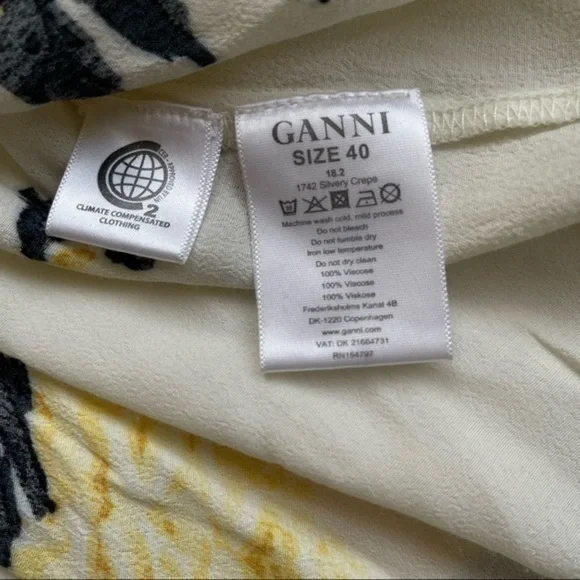 2
CLIMATE COMPENSATED
CLOTHING
GANNI
SIZE 40
18.2
1742 Silvery Crepe
Machine wash cold, mild process
Do not bleach
Do not tumble dry
Iron low temperature
Do not dry clean
100% Viscose
100% Viscose
100% Viskose
Frederiksholms Kanal 4B
DK-1220 Copenhagen
www.ganni.com
VAT: DK 21664731
RN154797